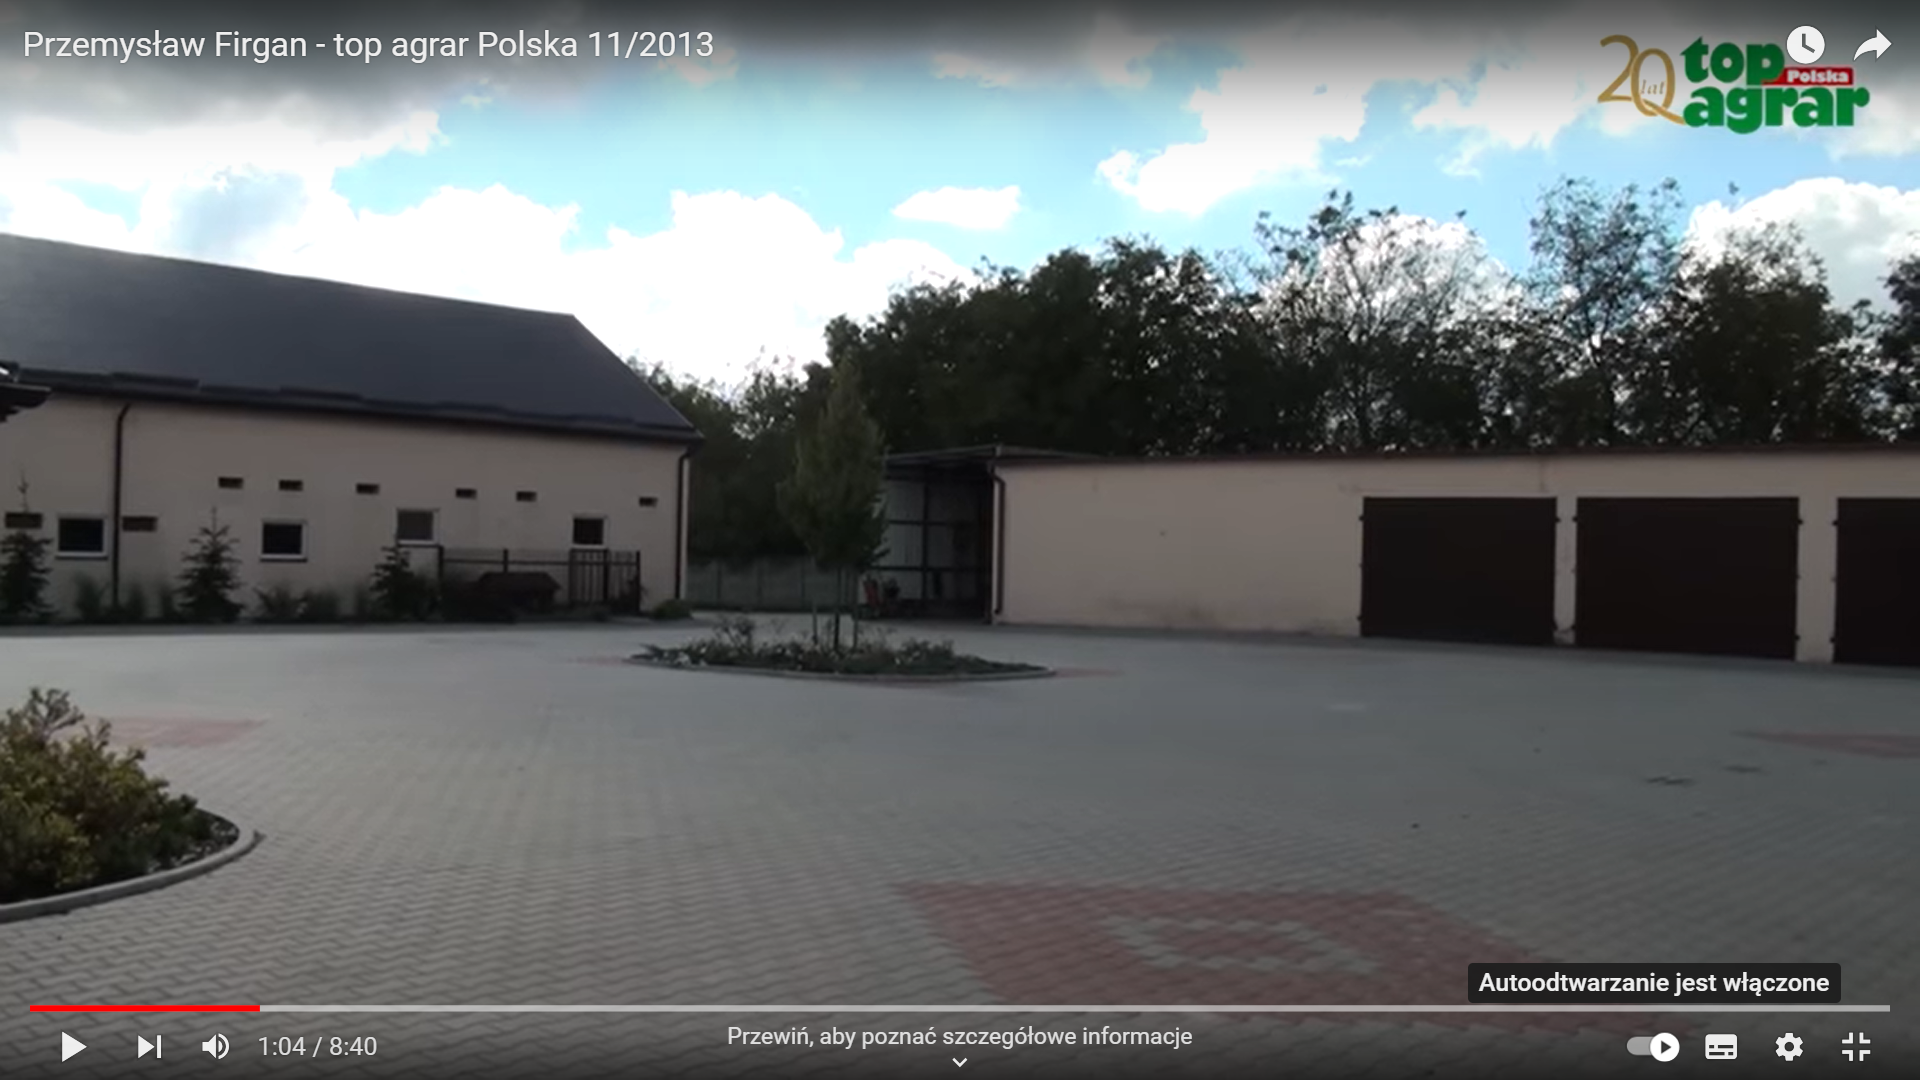 Przemysław Firgan - top agrar Polska 11/2013
20 lat
top
Polska
agrar
Autoodtwarzanie jest włączone
1:04 / 8:40
Przewiń, aby poznać szczegółowe informacje